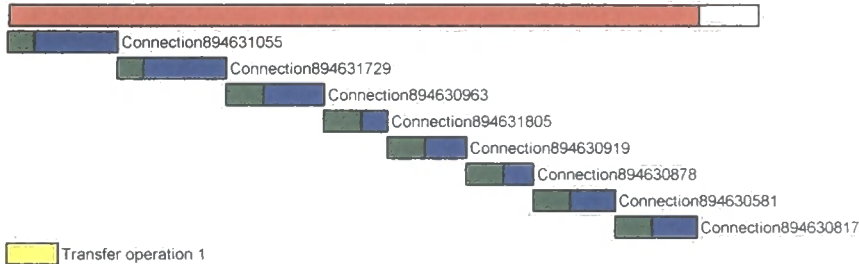 Connection894631055
Connection894631729
Connection894630963
Connection894631805
Connection894630919
Connection894630878
Connection894630581
Connection894630817
Transfer operation 1